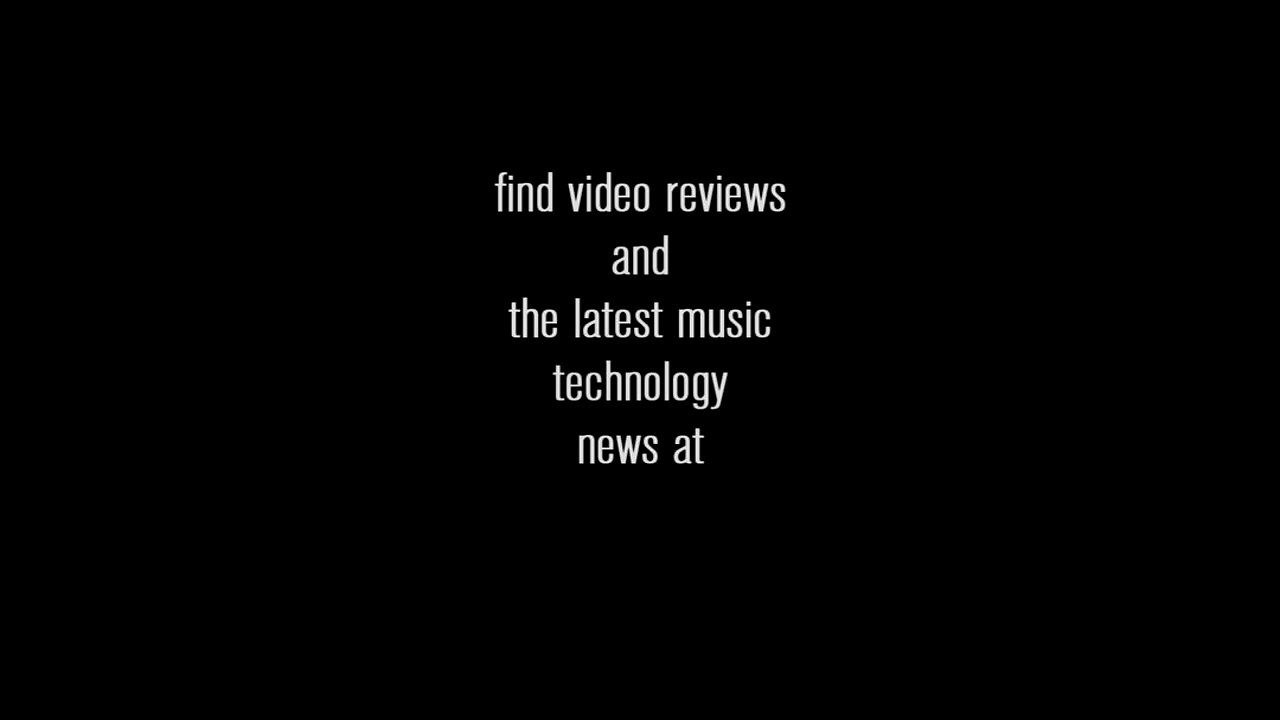 find video reviews
and
the latest music
technology
news at